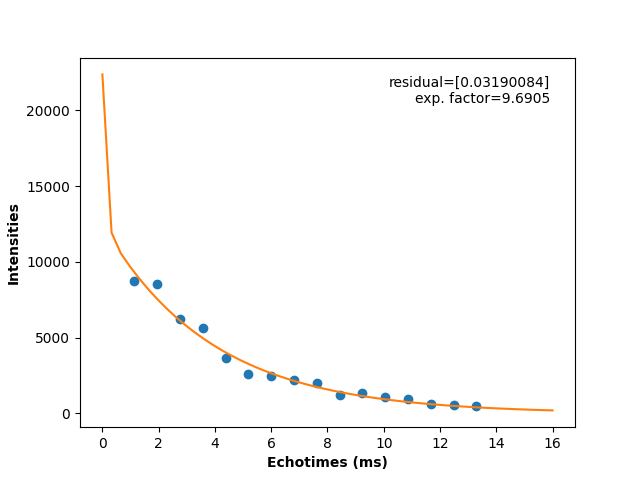 residual=[0.03190084]
exp. factor=9.6905
20000
15000
10000
5000
0
Intensities
0 2 4 6 8 10 12 14 16
Echotimes (ms)